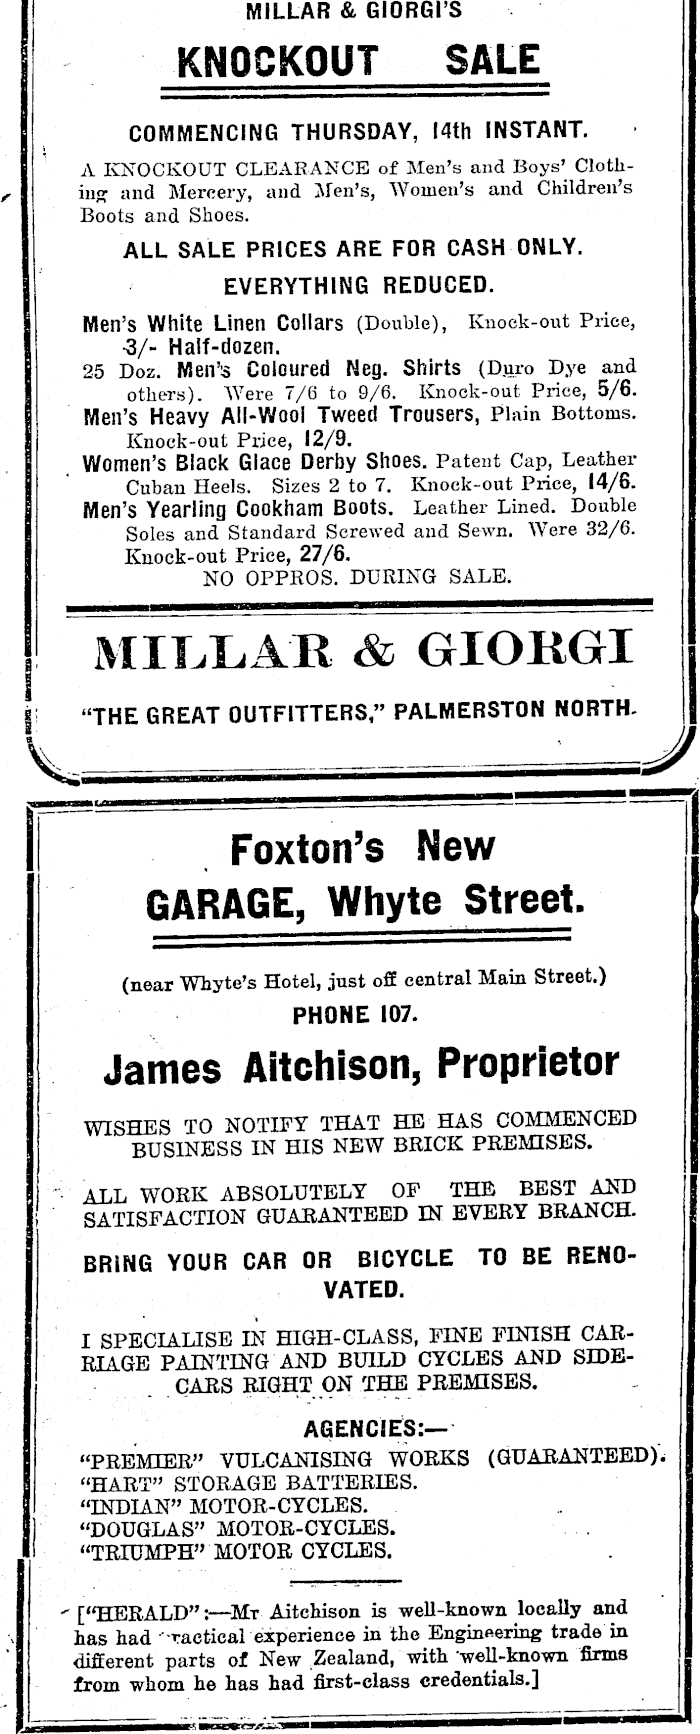 MILLAR & GIORGI'S
KNOCKOUT SALE
COMMENCING THURSDAY, 14th INSTANT.
A KNOCKOUT CLEARANCE of Men's and Boys' Cloth-
ing and Mercery, and Men's, Women's and Children's
Boots and Shoes.
ALL SALE PRICES ARE FOR CASH ONLY.
EVERYTHING REDUCED.
Men's White Linen Collars (Double), Knock-out Price,
3/- Half-dozen.
25 Doz. Men's Coloured Neg. Shirts (Duro Dye and
others). Were 7/6 to 9/6. Knock-out Price, 5/6.
Men's Heavy All-Wool Tweed Trousers, Plain Bottoms.
Knock-out Price, 12/9.
Women's Black Glace Derby Shoes. Patent Cap, Leather
Cuban Heels. Sizes 2 to 7. Knock-out Price, 14/6.
Men's Yearling Cookham Boots. Leather Lined. Double
Soles and Standard Screwed and Sewn. Were 32/6.
Knock-out Price, 27/6.
NO OPPROS. DURING SALE.
MILLAR & GIORGI
"THE GREAT OUTFITTERS," PALMERSTON NORTH.
Foxton's New
GARAGE, Whyte Street.
(near Whyte's Hotel, just off central Main Street.)
PHONE 107.
James Aitchison, Proprietor
WISHES TO NOTIFY THAT HE HAS COMMENCED
BUSINESS IN HIS NEW BRICK PREMISES.
ALL WORK ABSOLUTELY OF THE BEST AND
SATISFACTION GUARANTEED IN EVERY BRANCH.
BRING YOUR CAR OR BICYCLE TO BE RENO-
VATED.
I SPECIALISE IN HIGH-CLASS, FINE FINISH CAR-
RIAGE PAINTING AND BUILD CYCLES AND SIDE-
CARS RIGHT ON THE PREMISES.
AGENCIES:—
"PREMIER" VULCANISING WORKS (GUARANTEED).
"HART" STORAGE BATTERIES.
"INDIAN" MOTOR-CYCLES.
"DOUGLAS" MOTOR-CYCLES.
"TRIUMPH" MOTOR CYCLES.
["HERALD":—Mr Aitchison is well-known locally and
has had ractical experience in the Engineering trade in
different parts of New Zealand, with well-known firms
from whom he has had first-class credentials.]